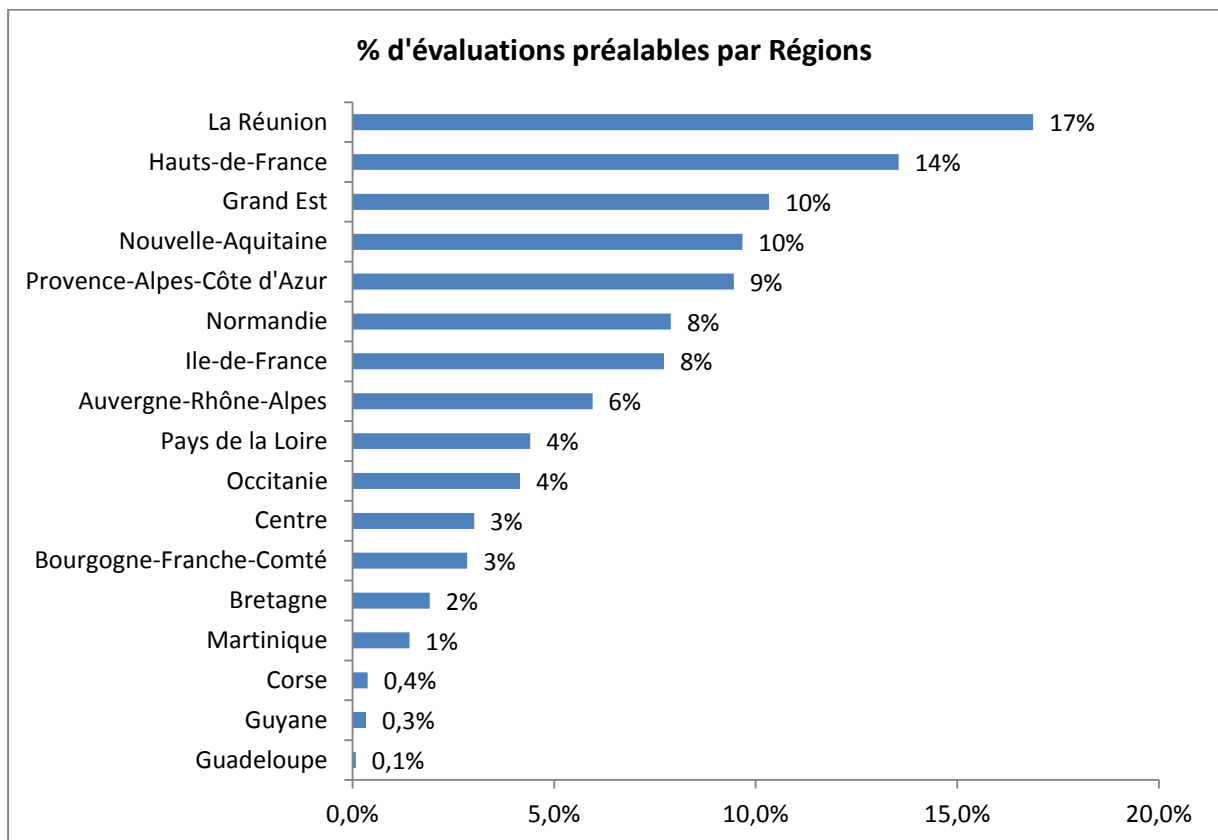 % d'évaluations préalables par Régions
La Réunion 17%
Hauts-de-France 14%
Grand Est 10%
Nouvelle-Aquitaine 10%
Provence-Alpes-Côte d'Azur 9%
Normandie 8%
Ile-de-France 8%
Auvergne-Rhône-Alpes 6%
Pays de la Loire 4%
Occitanie 4%
Centre 3%
Bourgogne-Franche-Comté 3%
Bretagne 2%
Martinique 1%
Corse 0,4%
Guyane 0,3%
Guadeloupe 0,1%
0,0% 5,0% 10,0% 15,0% 20,0%